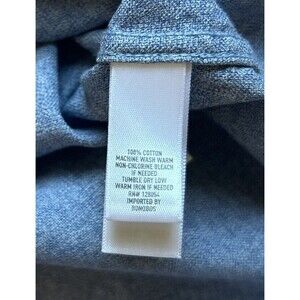 100% COTTON
MACHINE WASH WARM
NON-CHLORINE BLEACH
IF NEEDED
TUMBLE DRY LOW
WARM IRON IF NEEDED
RN# 128054
IMPORTED BY
BONOBOS